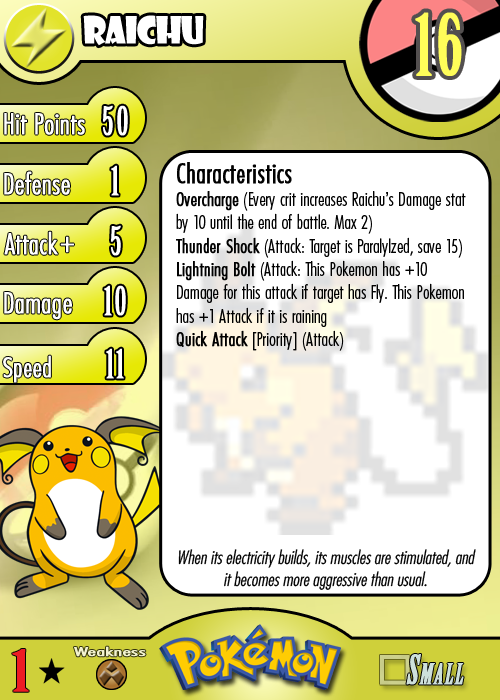 RAICHU
16
Hit Points 50
Defense 1
Attack+ 5
Damage 10
Speed 11
Characteristics
Overcharge (Every crit increases Raichu's Damage stat
by 10 until the end of battle. Max 2)
Thunder Shock (Attack: Target is Paralylzed, save 15)
Lightning Bolt (Attack: This Pokemon has +10
Damage for this attack if target has Fly. This Pokemon
has +1 Attack if it is raining
Quick Attack [Priority] (Attack)
When its electricity builds, its muscles are stimulated, and
it becomes more aggressive than usual.
1 ★ Weakness
POKéMON
SMALL